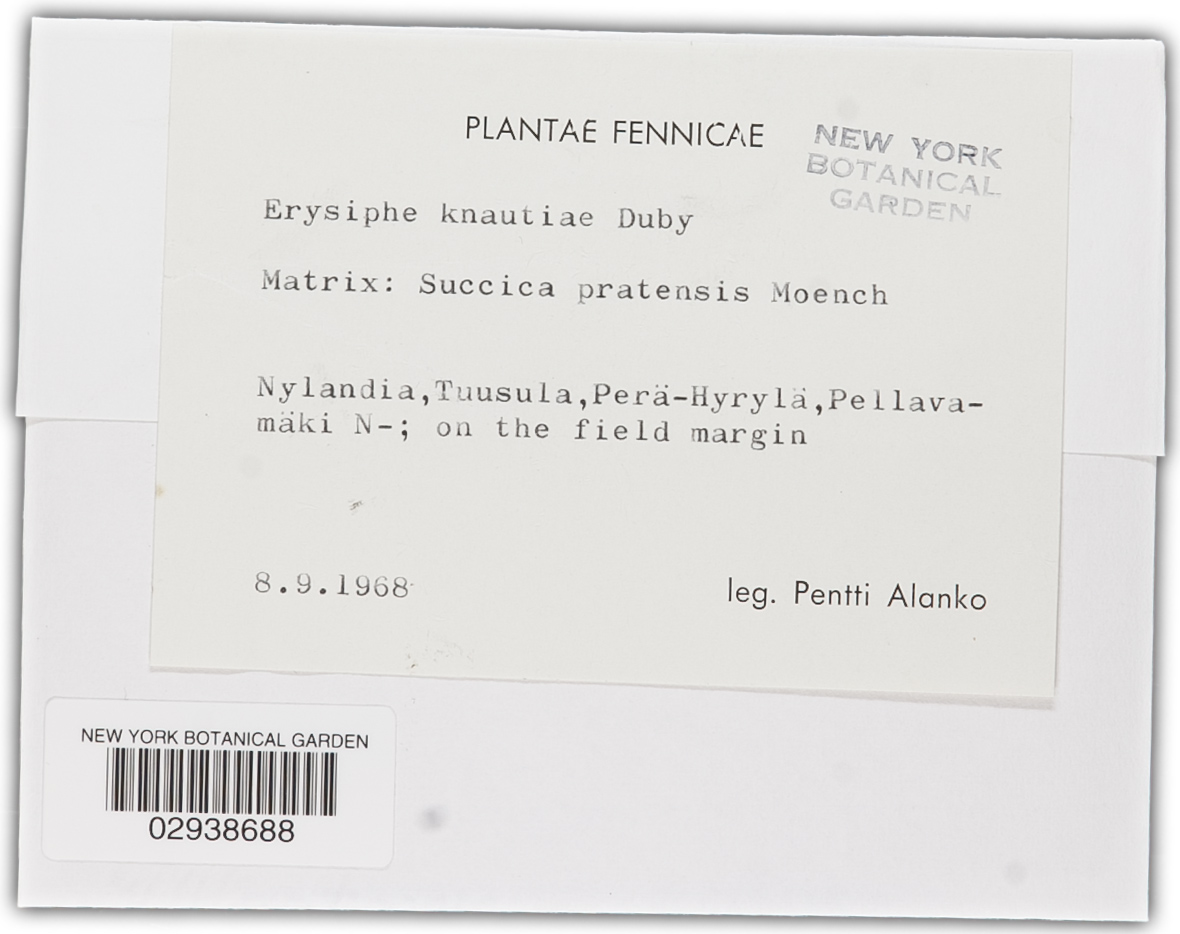 PLANTAE FENNICAE
NEW YORK
BOTANICAL
GARDEN
Erysiphe knautiae Duby
Matrix: Succica pratensis Moench
Nylandia,Tuusula,Perä-Hyrylä,Pellava-
mäki N-; on the field margin
8.9.1968
leg. Pentti Alanko
NEW YORK BOTANICAL GARDEN
02938688